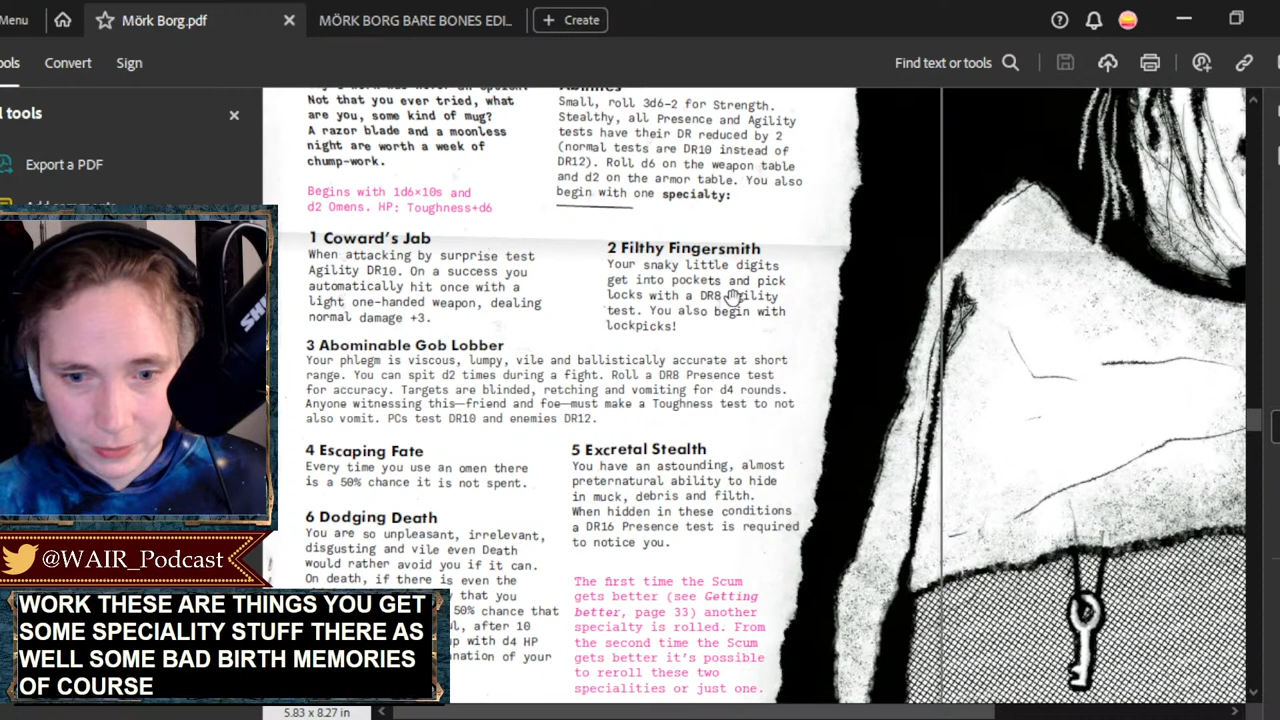 Menu
Mörk Borg.pdf
MÖRK BORG BARE BONES EDI...
Create
ools
Convert
Sign
Find text or tools
l tools
Export a PDF
Not that you ever tried, what
are you, some kind of mug?
A razor blade and a moonless
night are worth a week of
chump-work.
Begins with 1d6×10s and
d2 Omens. HP: Toughness+d6
Abilities
Small, roll 3d6-2 for Strength.
Stealthy, all Presence and Agility
tests have their DR reduced by 2
(normal tests are DR10 instead of
DR12). Roll d6 on the weapon table
and d2 on the armor table. You also
begin with one specialty:
1 Coward's Jab
When attacking by surprise test
Agility DR10. On a success you
automatically hit once with a
light one-handed weapon, dealing
normal damage +3.
2 Filthy Fingersmith
Your snaky little digits
get into pockets and pick
locks with a DR8 Agility
test. You also begin with
lockpicks!
3 Abominable Gob Lobber
Your phlegm is viscous, lumpy, vile and ballistically accurate at short
range. You can spit d2 times during a fight. Roll a DR8 Presence test
for accuracy. Targets are blinded, retching and vomiting for d4 rounds.
Anyone witnessing this—friend and foe—must make a Toughness test to not
also vomit. PCs test DR10 and enemies DR12.
4 Escaping Fate
Every time you use an omen there
is a 50% chance it is not spent.
5 Excretal Stealth
You have an astounding, almost
preternatural ability to hide
in muck, debris and filth.
When hidden in these conditions
a DR16 Presence test is required
to notice you.
6 Dodging Death
You are so unpleasant, irrelevant,
disgusting and vile even Death
would rather avoid you if it can.
On death, if there is even the
y that you
50% chance that
ul, after 10
up with d4 HP
nation of your
The first time the Scum
gets better (see Getting
better, page 33) another
specialty is rolled. From
the second time the Scum
gets better it's possible
to reroll these two
specialities or just one.
@WAIR_Podcast
WORK THESE ARE THINGS YOU GET
SOME SPECIALITY STUFF THERE AS
WELL SOME BAD BIRTH MEMORIES
OF COURSE
5.83 x 8.27 in